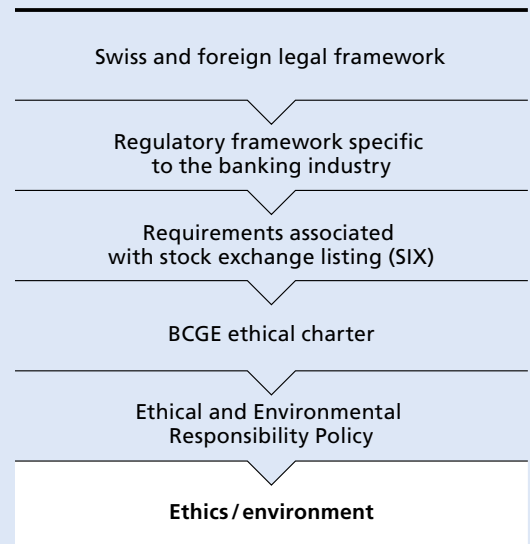 Swiss and foreign legal framework
Regulatory framework specific
to the banking industry
Requirements associated
with stock exchange listing (SIX)
BCGE ethical charter
Ethical and Environmental
Responsibility Policy
Ethics / environment